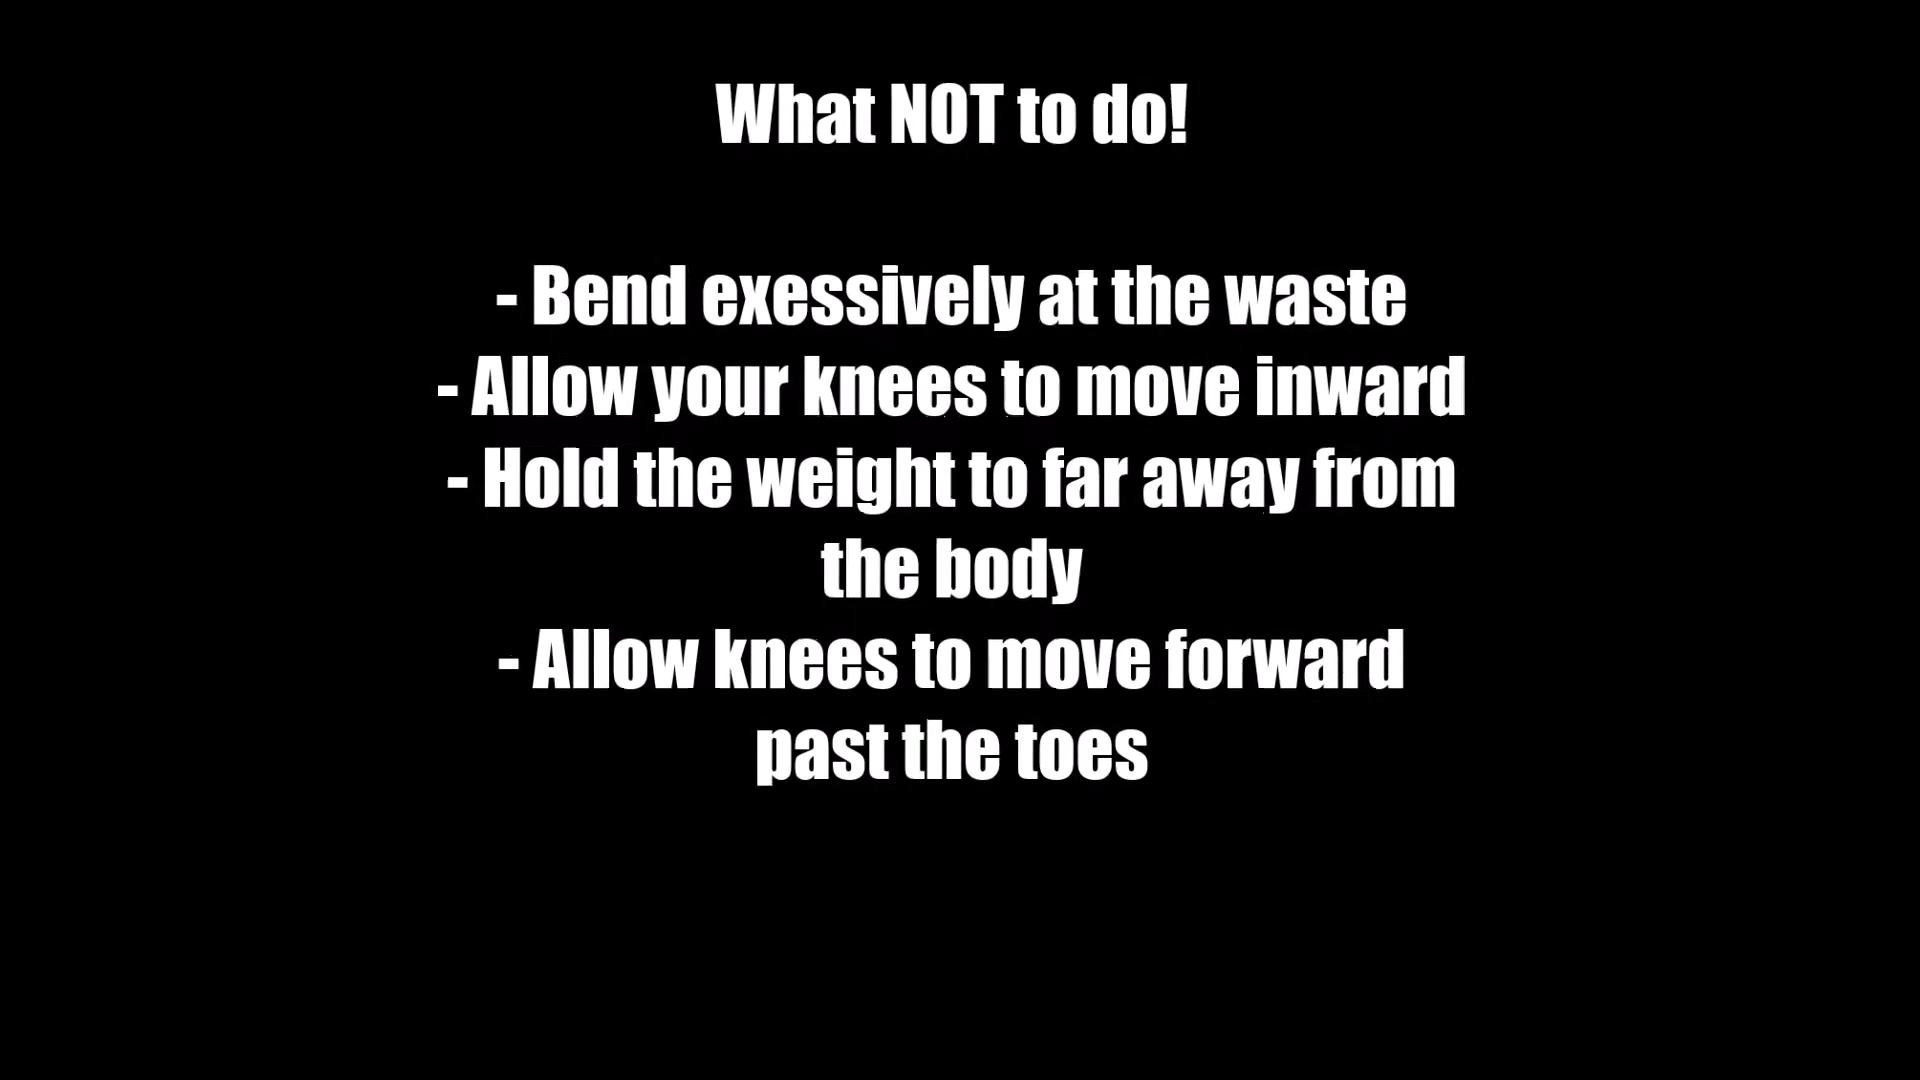 What NOT to do!
- Bend exessively at the waste
- Allow your knees to move inward
- Hold the weight to far away from
the body
- Allow knees to move forward
past the toes